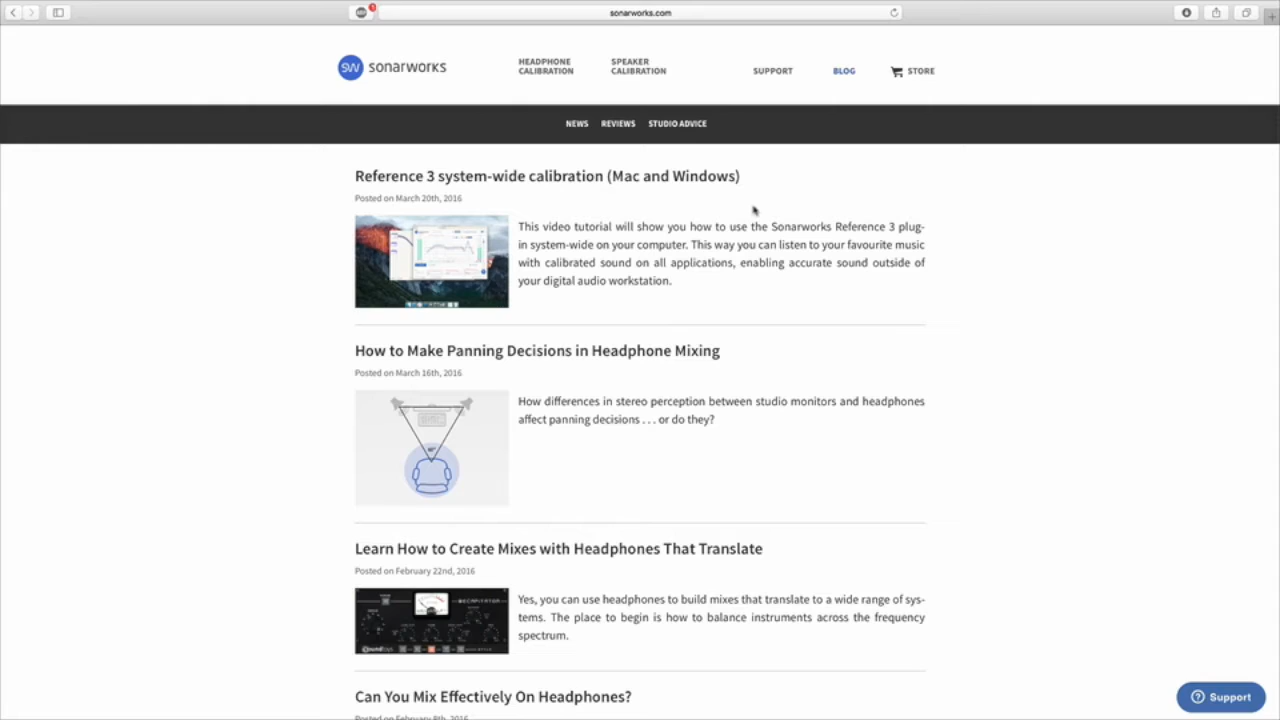 sonarworks.com
sonarworks
HEADPHONE
CALIBRATION
SPEAKER
CALIBRATION
SUPPORT
BLOG
STORE
NEWS REVIEWS STUDIO ADVICE
Reference 3 system-wide calibration (Mac and Windows)
Posted on March 20th, 2016
This video tutorial will show you how to use the Sonarworks Reference 3 plug-
in system-wide on your computer. This way you can listen to your favourite music
with calibrated sound on all applications, enabling accurate sound outside of
your digital audio workstation.
How to Make Panning Decisions in Headphone Mixing
Posted on March 16th, 2016
How differences in stereo perception between studio monitors and headphones
affect panning decisions . . . or do they?
Learn How to Create Mixes with Headphones That Translate
Posted on February 22nd, 2016
DECAPITATOR
soundtoys
Yes, you can use headphones to build mixes that translate to a wide range of sys-
tems. The place to begin is how to balance instruments across the frequency
spectrum.
Can You Mix Effectively On Headphones?
Posted on February 8th, 2016
Support